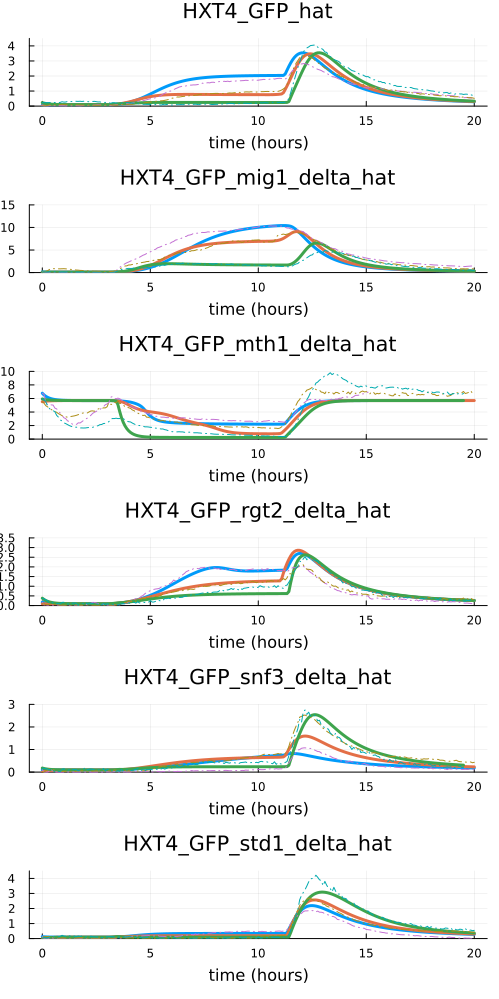 HXT4_GFP_hat
4
3
2
1
0
0 5 10 15 20
time (hours)
HXT4_GFP_mig1_delta_hat
15
10
5
0
0 5 10 15 20
time (hours)
HXT4_GFP_mth1_delta_hat
10
8
6
4
2
0
0 5 10 15 20
time (hours)
HXT4_GFP_rgt2_delta_hat
3.5
3.0
2.5
2.0
1.5
1.0
0.5
0.0
0 5 10 15 20
time (hours)
HXT4_GFP_snf3_delta_hat
3
2
1
0
0 5 10 15 20
time (hours)
HXT4_GFP_std1_delta_hat
4
3
2
1
0
0 5 10 15 20
time (hours)